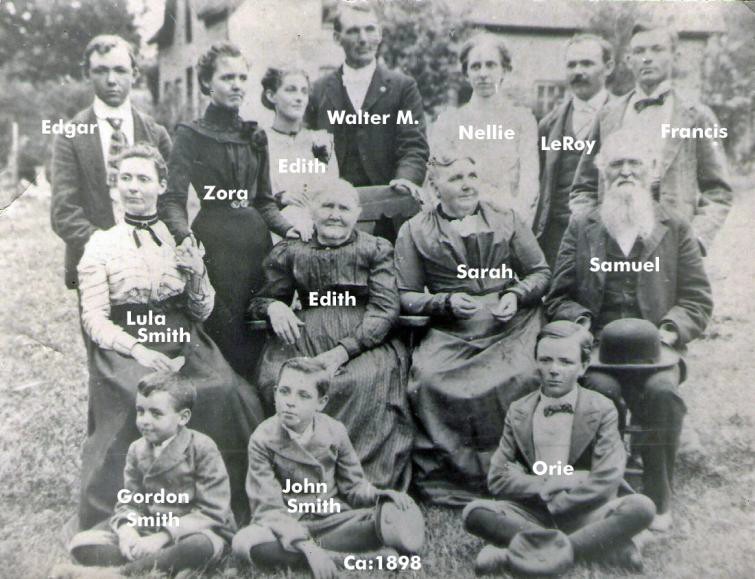 Edgar
Zora
Edith
Walter M.
Nellie
LeRoy
Francis
Lula
Smith
Edith
Sarah
Samuel
Gordon
Smith
John
Smith
Orie
Ca:1898